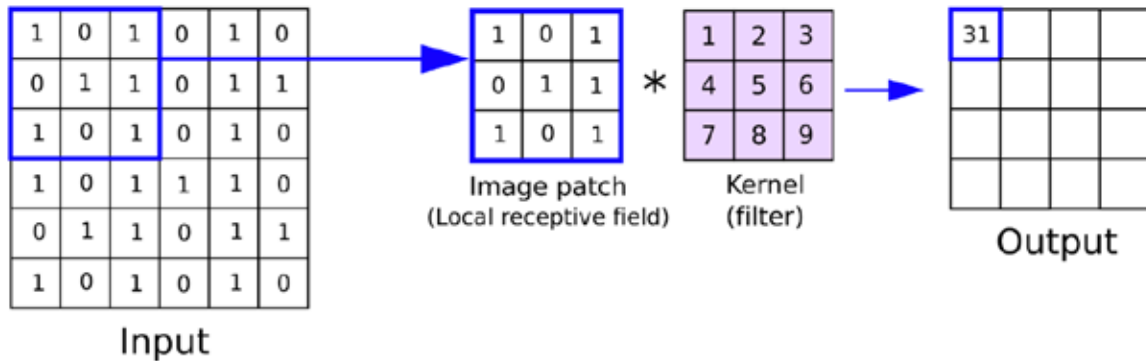 1 0 1 0 1 0
0 1 1 0 1 1
1 0 1 0 1 0
1 0 1 1 1 0
0 1 1 0 1 1
1 0 1 0 1 0
Input
1 0 1
0 1 1
1 0 1
Image patch
(Local receptive field)
*
1 2 3
4 5 6
7 8 9
Kernel
(filter)
31
Output